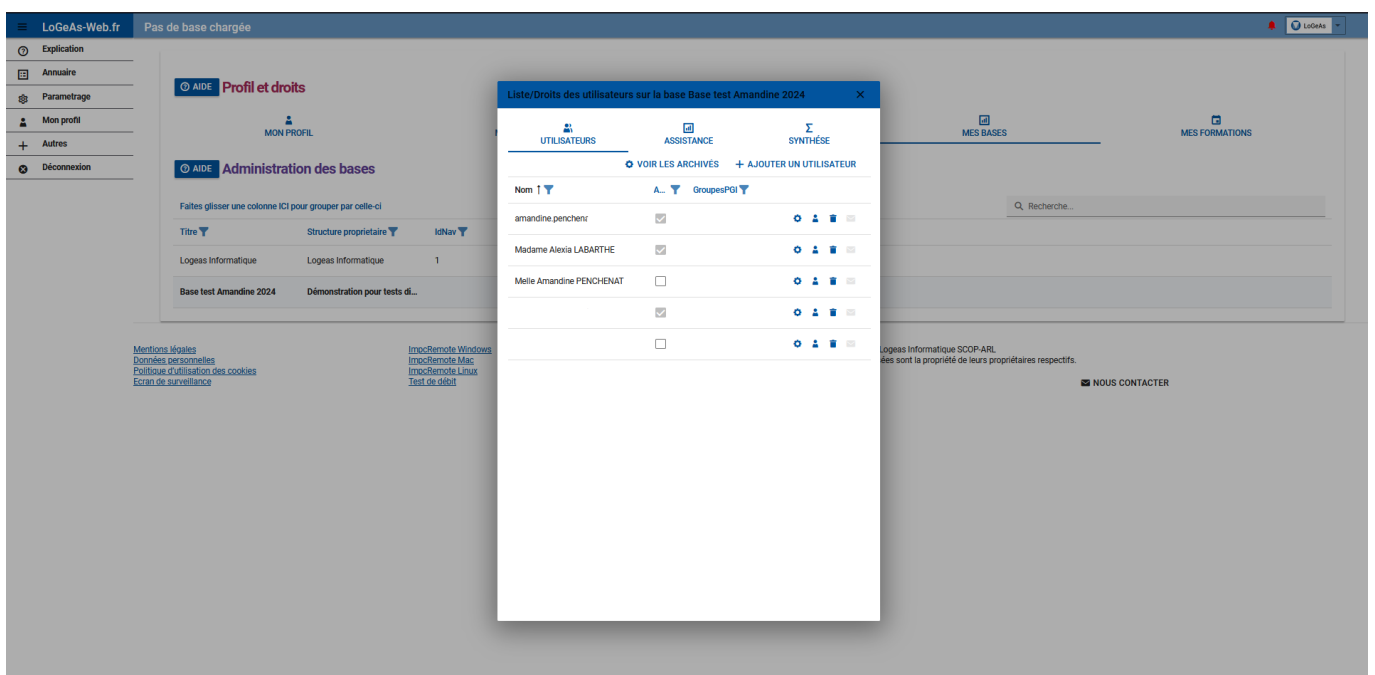 LoGeAs-Web.fr
Pas de base chargée
LoGeAs
Explication
Annuaire
Parametrage
Mon profil
Autres
Déconnexion
AIDE Profil et droits
MON PROFIL
MES BASES
MES FORMATIONS
AIDE Administration des bases
Faites glisser une colonne ICI pour grouper par celle-ci
Recherche...
Titre Structure proprietaire IdNav
Logeas Informatique Logeas Informatique 1
Base test Amandine 2024 Démonstration pour tests di...
Liste/Droits des utilisateurs sur la base Base test Amandine 2024
UTILISATEURS ASSISTANCE SYNTHÉSE
VOIR LES ARCHIVÉS AJOUTER UN UTILISATEUR
Nom A... GroupesPGI
amandine.penchena
Madame Alexia LABARTHE
Melle Amandine PENCHENAT
Mentions légales
Données personnelles
Politique d'utilisation des cookies
Ecran de surveillance
ImpcRemote Windows
ImpcRemote Mac
ImpcRemote Linux
Test de débit
Logeas Informatique SCOP-ARL
ées sont la propriété de leurs propriétaires respectifs.
NOUS CONTACTER